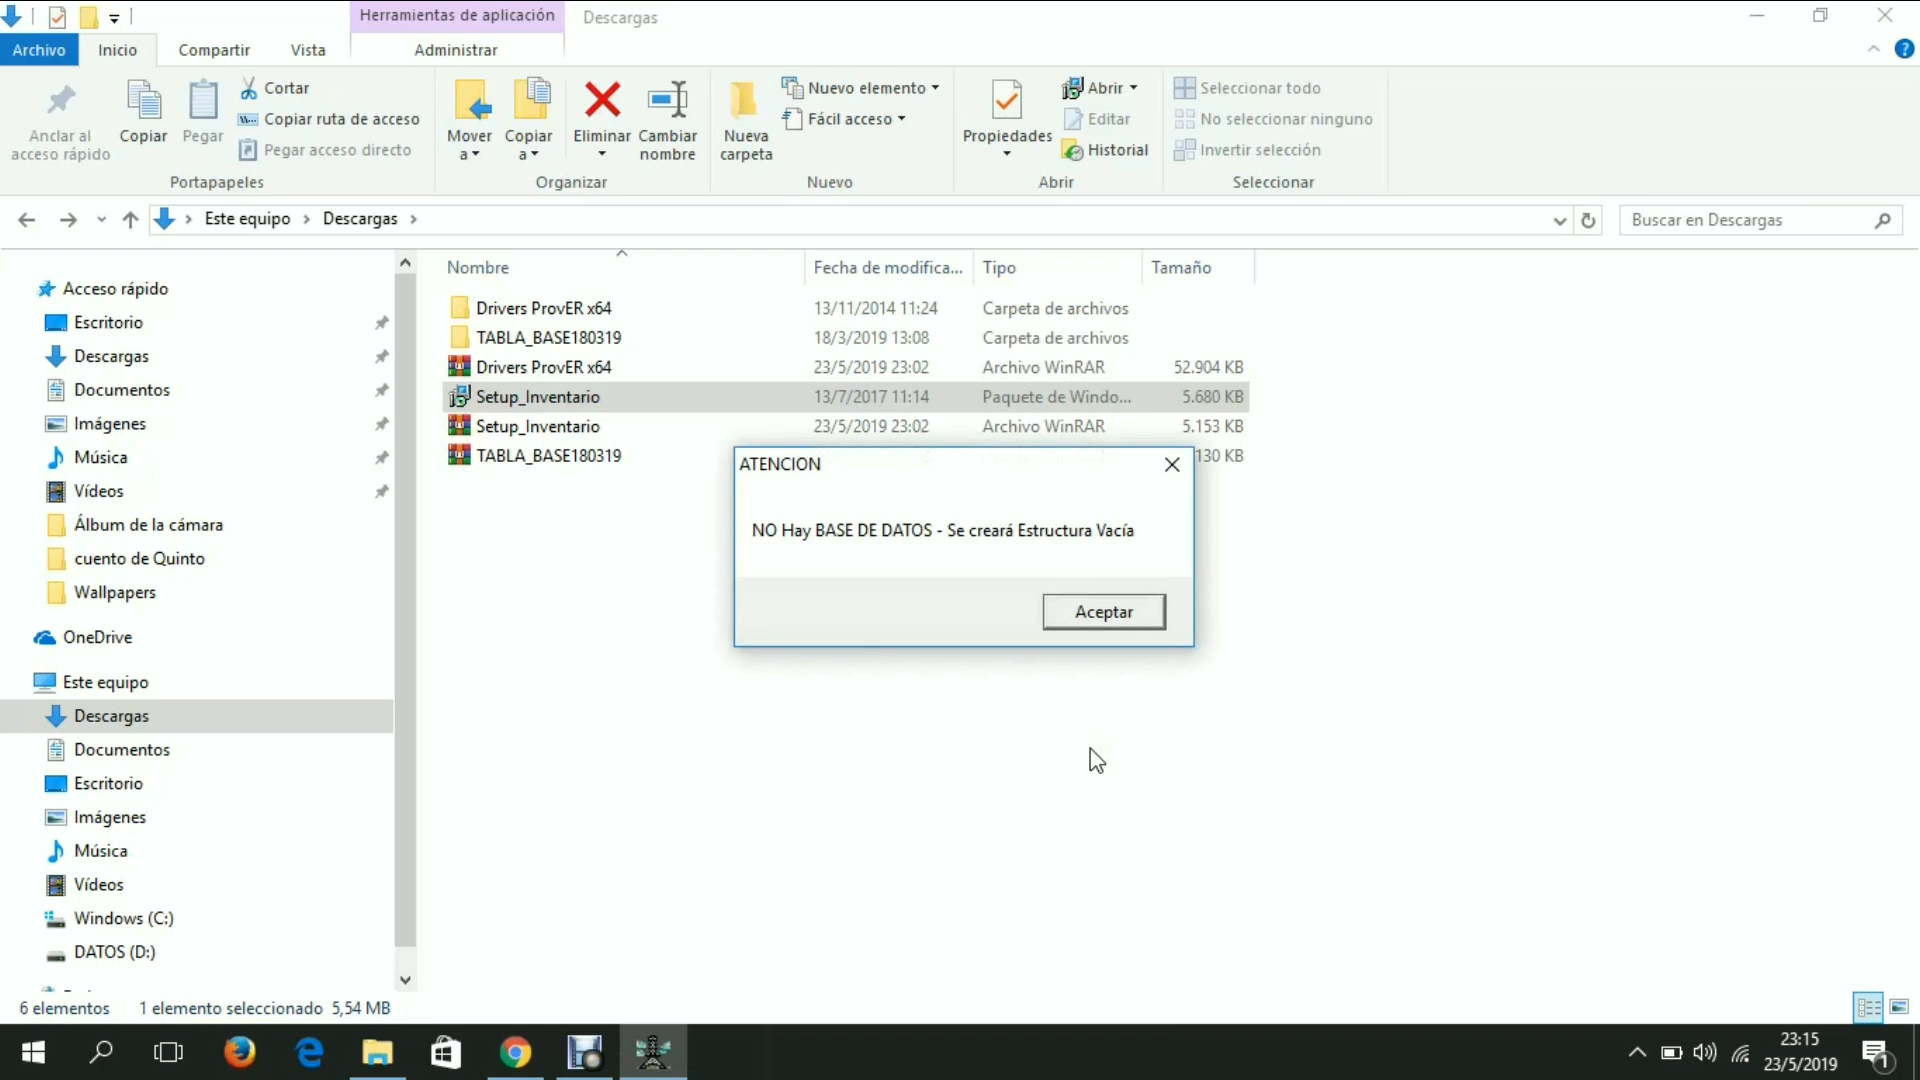 Herramientas de aplicación
Descargas
Archivo
Inicio
Compartir
Vista
Administrar
Anclar al
acceso rápido
Copiar
Pegar
Cortar
Copiar ruta de acceso
Pegar acceso directo
Portapapeles
Mover
a
Copiar
a
Eliminar
Cambiar
nombre
Organizar
Nueva
carpeta
Nuevo elemento
Fácil acceso
Nuevo
Propiedades
Abrir
Editar
Historial
Abrir
Seleccionar todo
No seleccionar ninguno
Invertir selección
Seleccionar
Este equipo > Descargas >
Buscar en Descargas
Nombre Fecha de modifica... Tipo Tamaño
Drivers ProvER x64 13/11/2014 11:24 Carpeta de archivos
TABLA_BASE180319 18/3/2019 13:08 Carpeta de archivos
Drivers ProvER x64 23/5/2019 23:02 Archivo WinRAR 52.904 KB
Setup_Inventario 13/7/2017 11:14 Paquete de Windo... 5.680 KB
Setup_Inventario 23/5/2019 23:02 Archivo WinRAR 5.153 KB
TABLA_BASE180319 130 KB
ATENCION
NO Hay BASE DE DATOS - Se creará Estructura Vacía
Aceptar
Acceso rápido
Escritorio
Descargas
Documentos
Imágenes
Música
Vídeos
Álbum de la cámara
cuento de Quinto
Wallpapers
OneDrive
Este equipo
Descargas
Documentos
Escritorio
Imágenes
Música
Vídeos
Windows (C:)
DATOS (D:)
6 elementos 1 elemento seleccionado 5,54 MB
23:15
23/5/2019
1